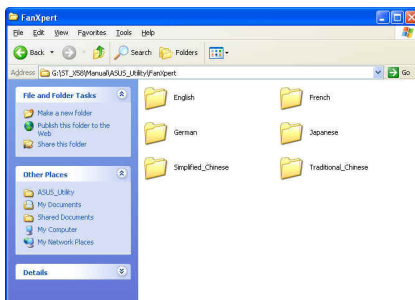 FanXpert
File Edit View Favorites Tools Help
Back Search Folders
Address G:\ST_X58\Manual\ASUS_Utility\FanXpert Go
File and Folder Tasks
Make a new folder
Publish this folder to the
Web
Share this folder
Other Places
ASUS_Utility
My Documents
Shared Documents
My Computer
My Network Places
Details
English French
German Japanese
Simplified_Chinese Traditional_Chinese